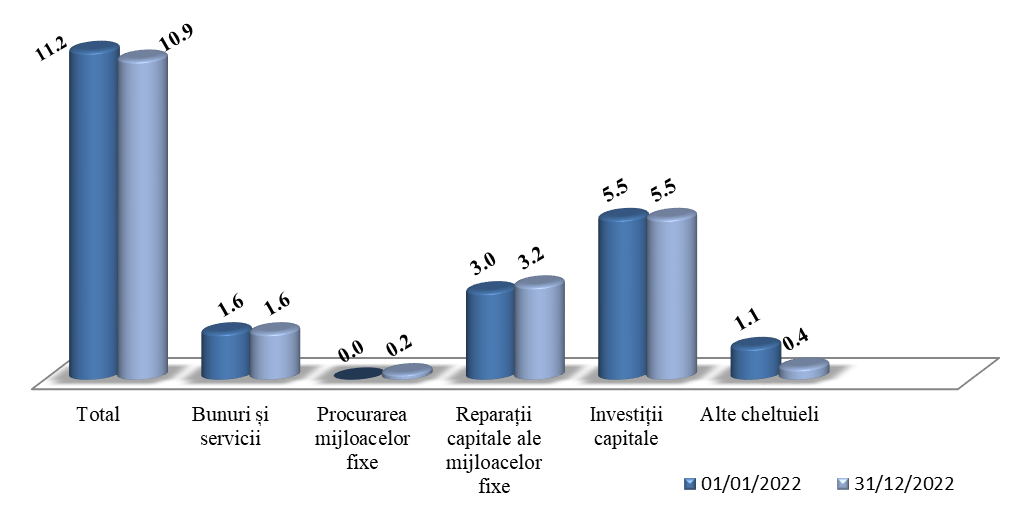 11.2
10.9
1.6
1.6
0.0
0.2
3.0
3.2
5.5
5.5
1.1
0.4
Total
Bunuri și
servicii
Procurarea
mijloacelor
fixe
Reparații
capitale ale
mijloacelor
fixe
Investiții
capitale
Alte cheltuieli
01/01/2022
31/12/2022